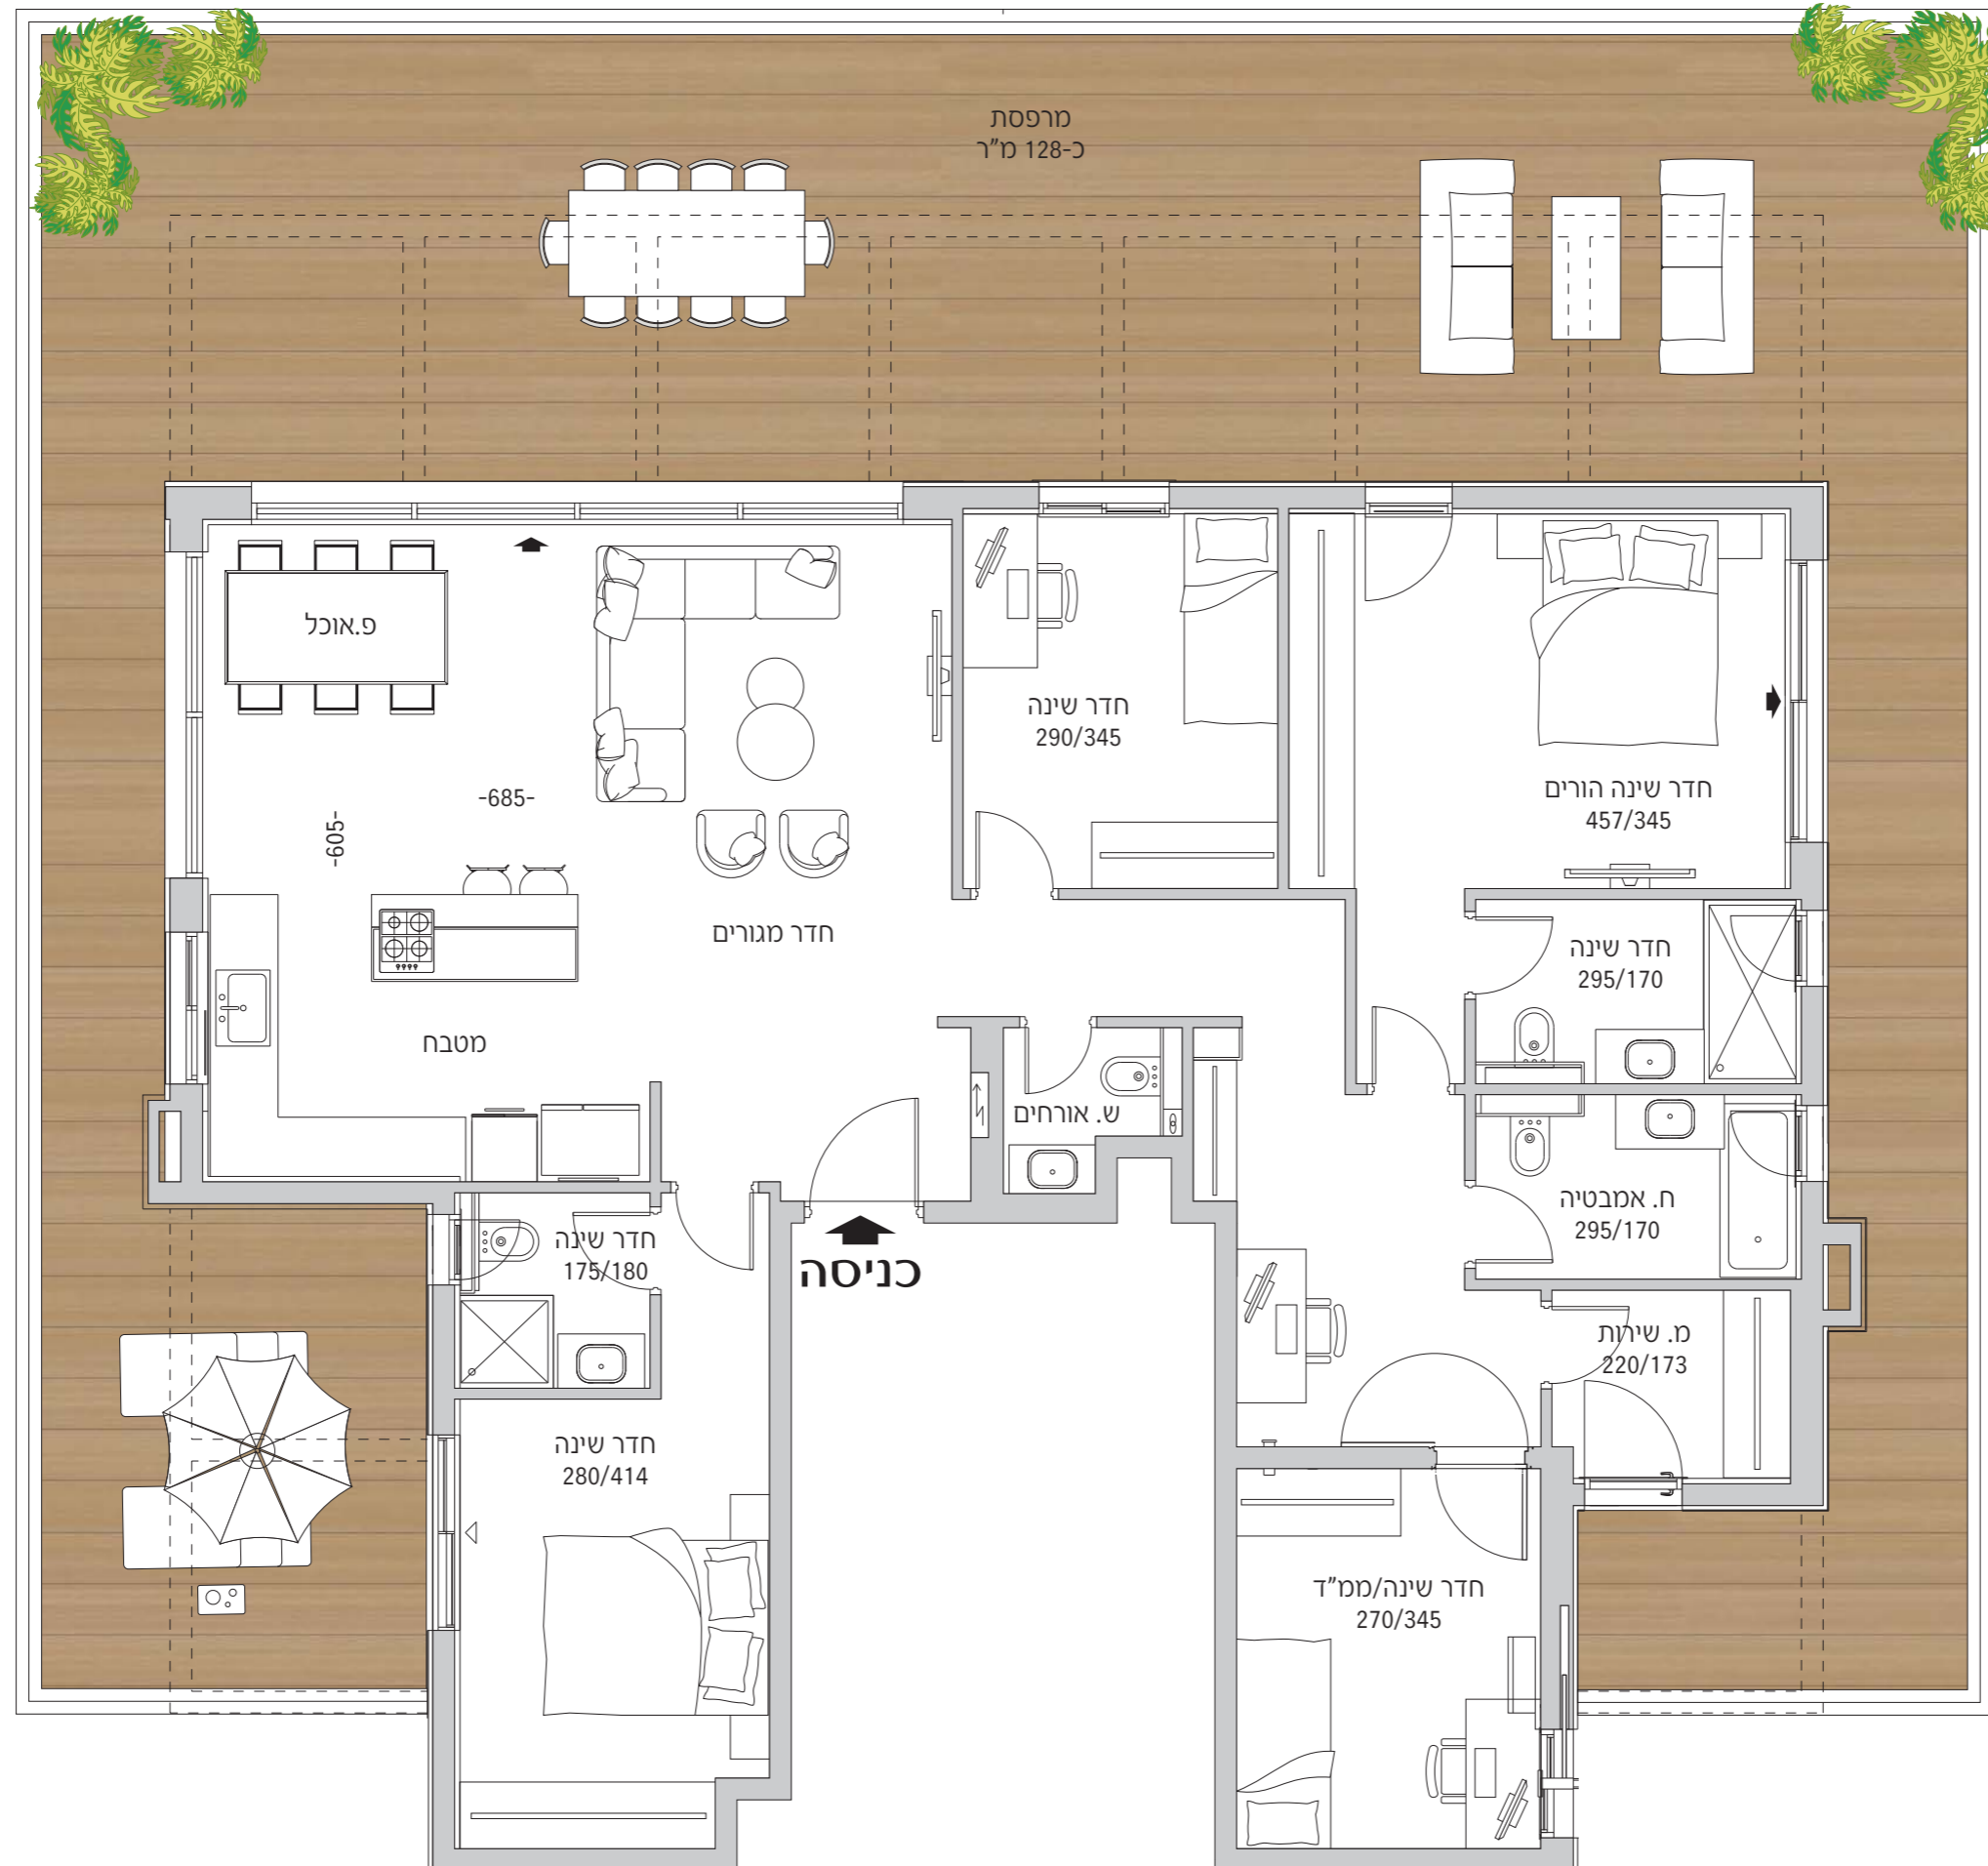 מרפסת
כ-128 מ"ר
פ.אוכל
חדר שינה
290/345
חדר שינה הורים
457/345
-685-
-605-
חדר מגורים
חדר שינה
295/170
מטבח
ש. אורחים
ח. אמבטיה
295/170
חדר שינה
175/180
כניסה
מ. שירות
220/173
חדר שינה
280/414
חדר שינה/ממ"ד
270/345